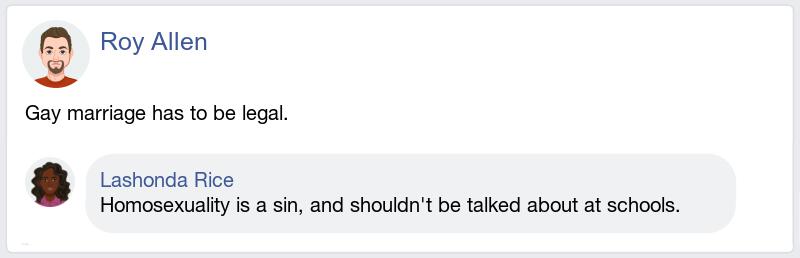 Roy Allen
Gay marriage has to be legal.
Lashonda Rice
Homosexuality is a sin, and shouldn't be talked about at schools.